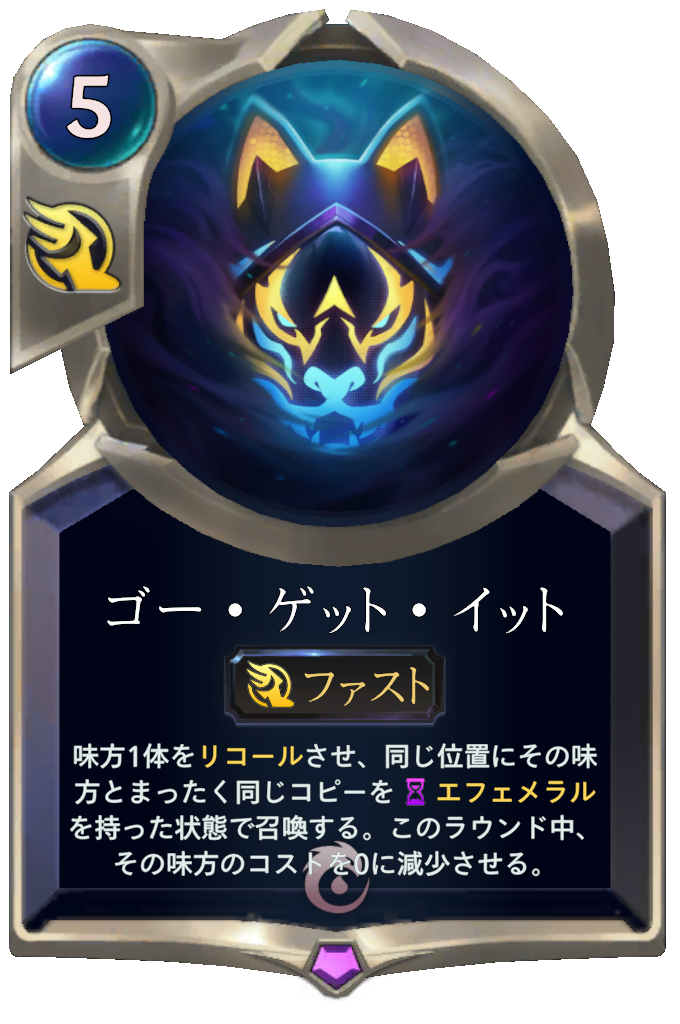 5
ゴー・ゲット・イット
ファスト
味方1体をリコールさせ、同じ位置にその味
方とまったく同じコピーを エフェメラル
を持った状態で召喚する。このラウンド中、
その味方のコストを0に減少させる。